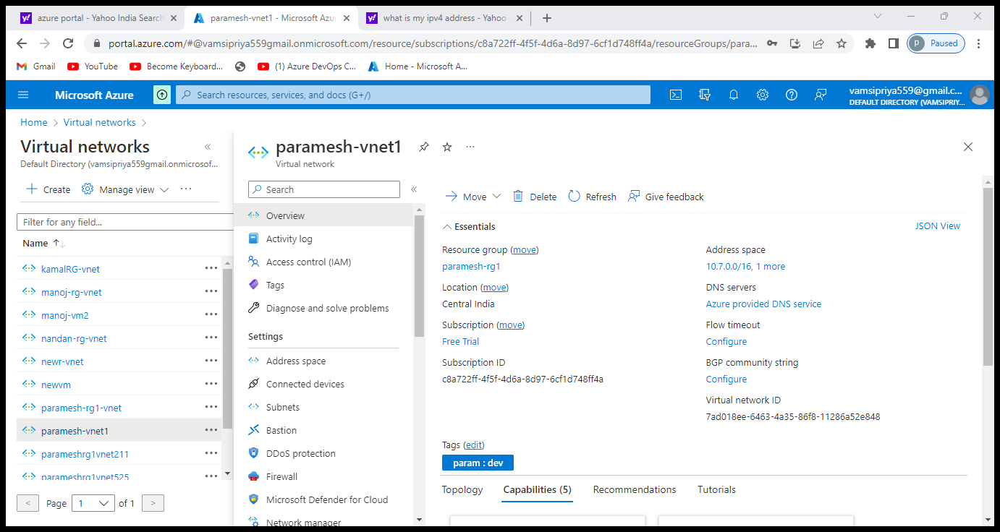 azure portal - Yahoo India Search
paramesh-vnet1 - Microsoft Azur
what is my ipv4 address - Yahoo
portal.azure.com/#@vamsipriya559gmail.onmicrosoft.com/resource/subscriptions/c8a722ff-4f5f-4d6a-8d97-6cf1d748ff4a/resourceGroups/para...
P Paused
Gmail
YouTube
Become Keyboard...
(1) Azure DevOps C...
Home - Microsoft A...
Microsoft Azure
Search resources, services, and docs (G+/)
vamsipriya559@gmail.c...
DEFAULT DIRECTORY (VAMSIPRIY...
Home > Virtual networks >
Virtual networks
Default Directory (vamsipriya559gmail.onmicrosof...
Create
Manage view
Filter for any field...
Name
kamalRG-vnet
manoj-rg-vnet
manoj-vm2
nandan-rg-vnet
newr-vnet
newvm
paramesh-rg1-vnet
paramesh-vnet1
parameshrg1vnet211
parameshrg1vnet525
< Page 1 of 1 >
paramesh-vnet1
Virtual network
Search
Overview
Activity log
Access control (IAM)
Tags
Diagnose and solve problems
Settings
Address space
Connected devices
Subnets
Bastion
DDoS protection
Firewall
Microsoft Defender for Cloud
Network manager
Move
Delete
Refresh
Give feedback
Essentials
JSON View
Resource group (move)
paramesh-rg1
Location (move)
Central India
Subscription (move)
Free Trial
Subscription ID
c8a722ff-4f5f-4d6a-8d97-6cf1d748ff4a
Address space
10.7.0.0/16, 1 more
DNS servers
Azure provided DNS service
Flow timeout
Configure
BGP community string
Configure
Virtual network ID
7ad018ee-6463-4a35-86f8-11286a52e848
Tags (edit)
param : dev
Topology
Capabilities (5)
Recommendations
Tutorials